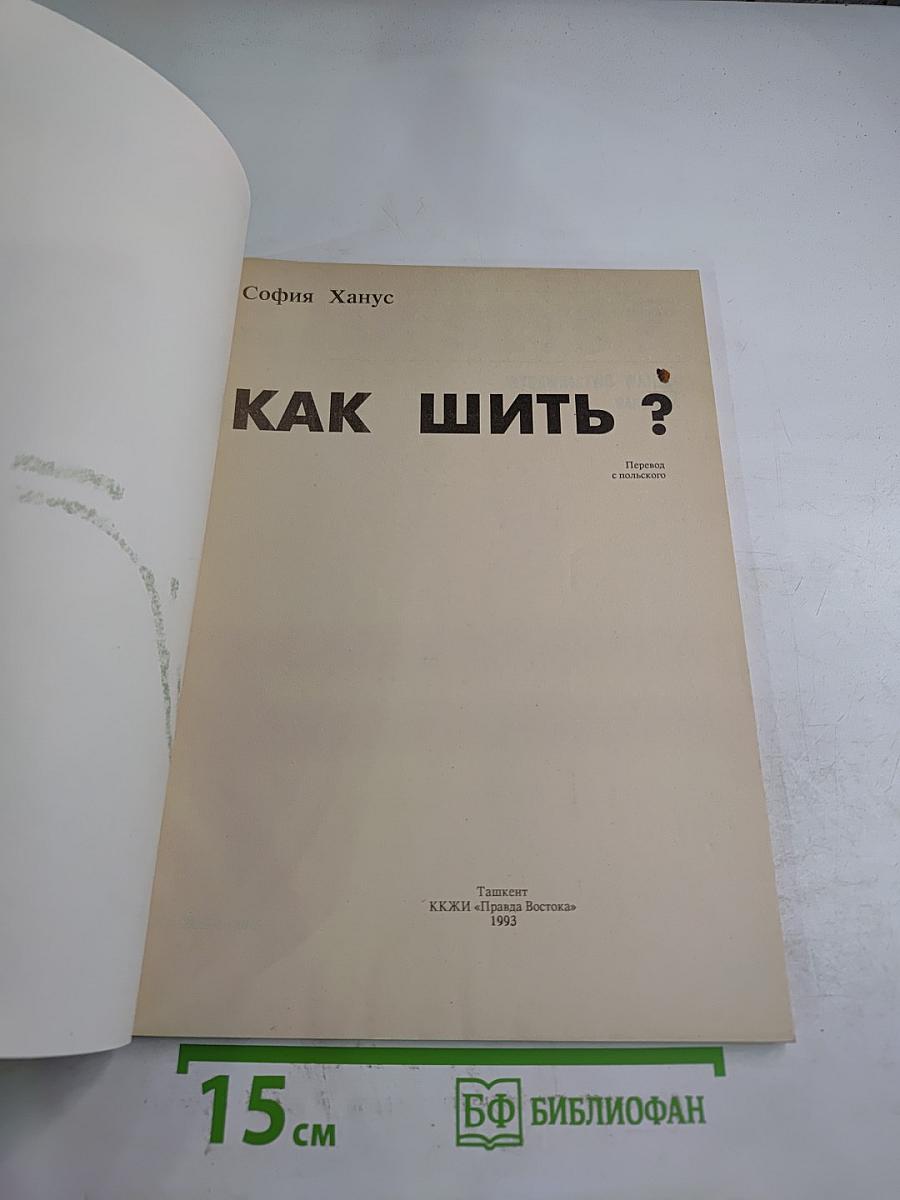 София Ханус
КАК ШИТЬ ?
Перевод
с польского
Ташкент
ККЖИ «Правда Востока»
1993
15 см
БФ БИБЛИОФАН